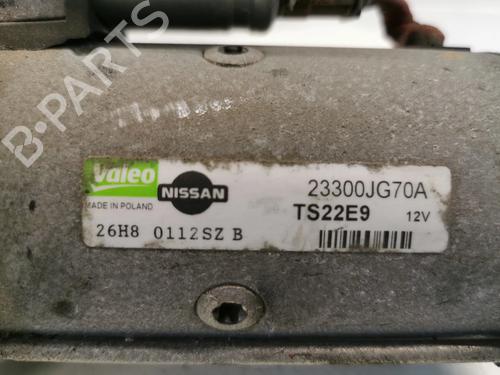 B-PARTS
Valeo
NISSAN
23300JG70A
MADE IN POLAND
TS22E9
12V
26H8 0112SZ B